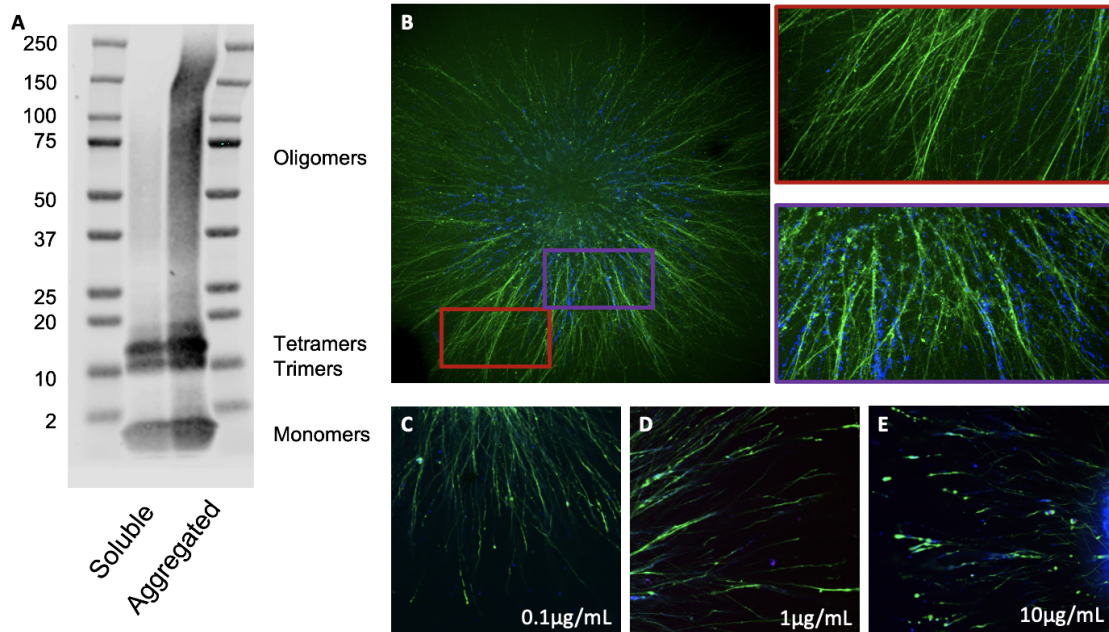 A
250
150
100
75
50
37
25
20
10
2
Oligomers
Tetramers
Trimers
Monomers
Soluble
Aggregated
B
C
0.1µg/mL
D
1µg/mL
E
10µg/mL